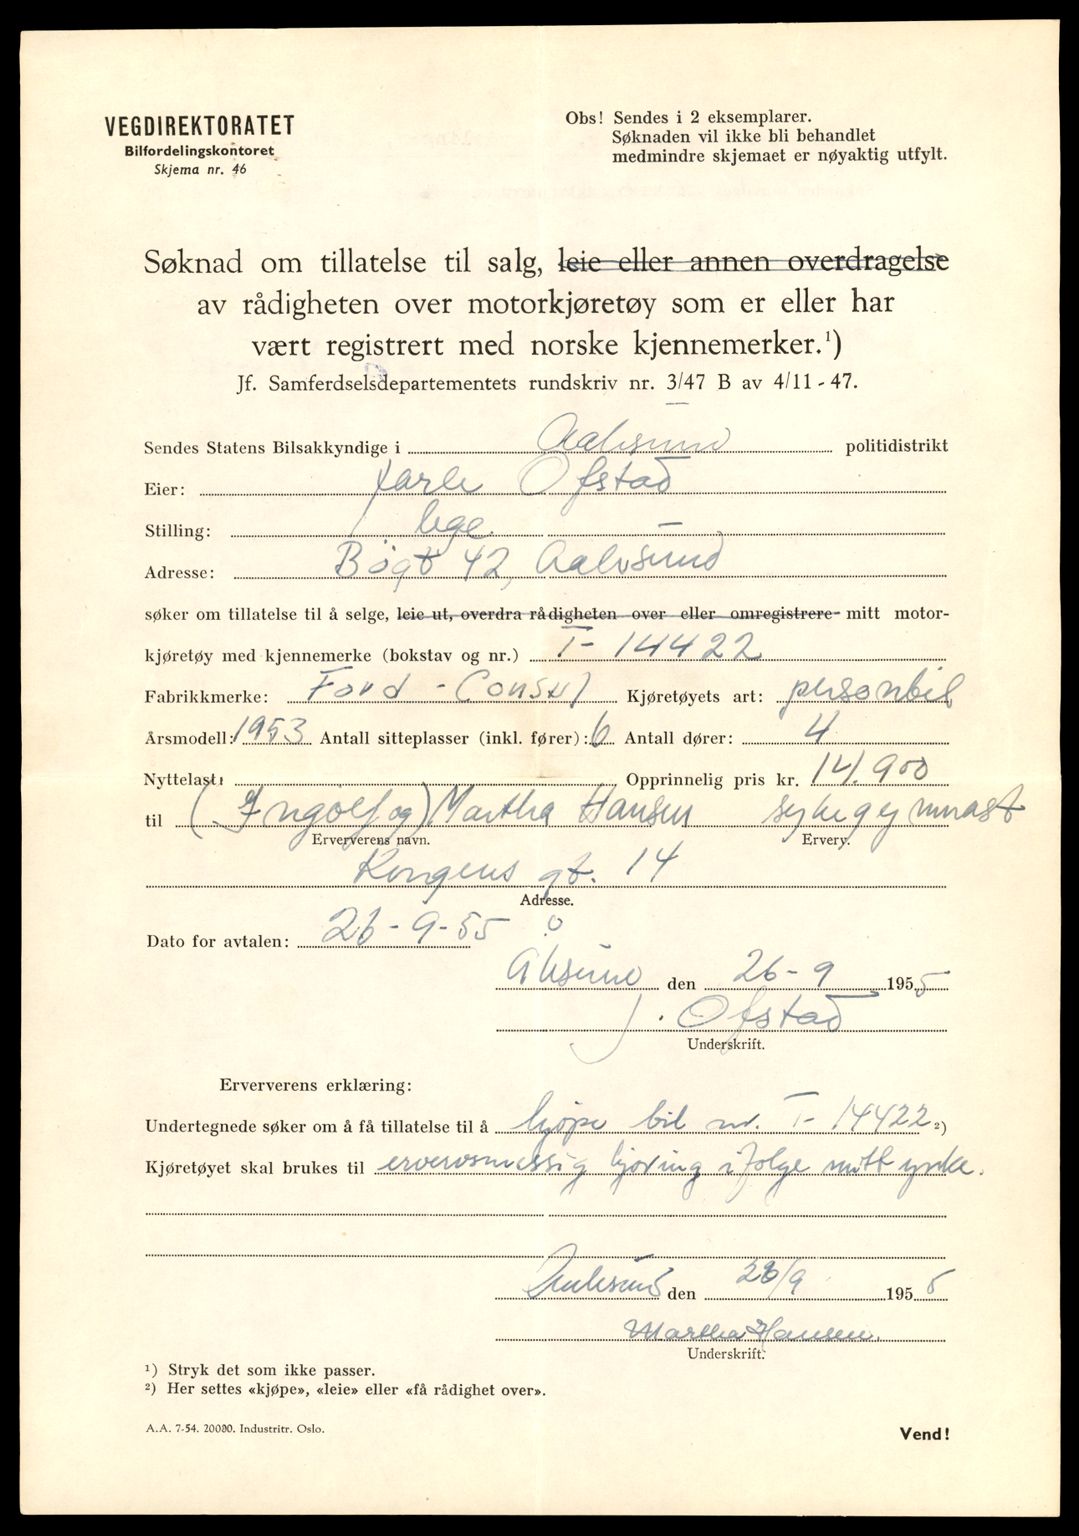 VEGDIREKTORATET
Bilfordelingskontoret
Skjema nr. 46
Obs! Sendes i 2 eksemplarer.
Søknaden vil ikke bli behandlet
medmindre skjemaet er nøyaktig utfylt.
Søknad om tillatelse til salg, leie eller annen overdragelse
av rådigheten over motorkjøretøy som er eller har
vært registrert med norske kjennemerker.¹)
Jf. Samferdselsdepartementets rundskriv nr. 3/47 B av 4/11-47.
Sendes Statens Bilsakkyndige i Aalesund politidistrikt
Eier: Jarle Ofstad
Stilling: lege.
Adresse: 42, Aalesund
søker om tillatelse til å selge, leie ut, overdra rådigheten over eller omregistrere mitt motor-
kjøretøy med kjennemerke (bokstav og nr.) T-14422
Fabrikkmerke: Ford - Consul Kjøretøyets art: personbil
Årsmodell: 1953 Antall sitteplasser (inkl. fører): 6 Antall dører: 4
Nyttelast: Opprinnelig pris kr. 14.900
til (Ingolf og) Martha Hansen sykegymnast
Erververens navn. Ervery.
Kongens gt. 14
Adresse.
Dato for avtalen: 26-9-55
Ålesund den 26-9 1955
J. Ofstad
Underskrift.
Erververens erklæring:
Undertegnede søker om å få tillatelse til å kjøpe bil nr. T-14422 ²)
Kjøretøyet skal brukes til ervervsmessig kjøring ifølge mitt yrke.
Aalesund den 26/9 1955
Martha Hansen.
Underskrift.
¹) Stryk det som ikke passer.
²) Her settes «kjøpe», «leie» eller «få rådighet over».
A.A. 7-54. 20000. Industritr. Oslo.
Vend!